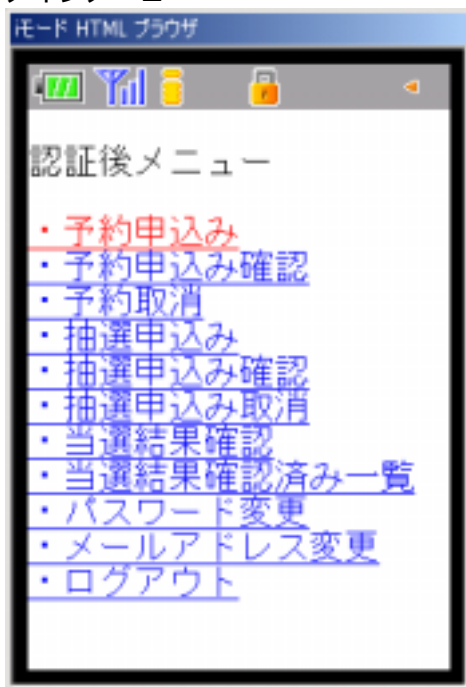 iモード HTML ブラウザ
認証後メニュー
・予約申込み
・予約申込み確認
・予約取消
・抽選申込み
・抽選申込み確認
・抽選申込み取消
・当選結果確認
・当選結果確認済み一覧
・パスワード変更
・メールアドレス変更
・ログアウト